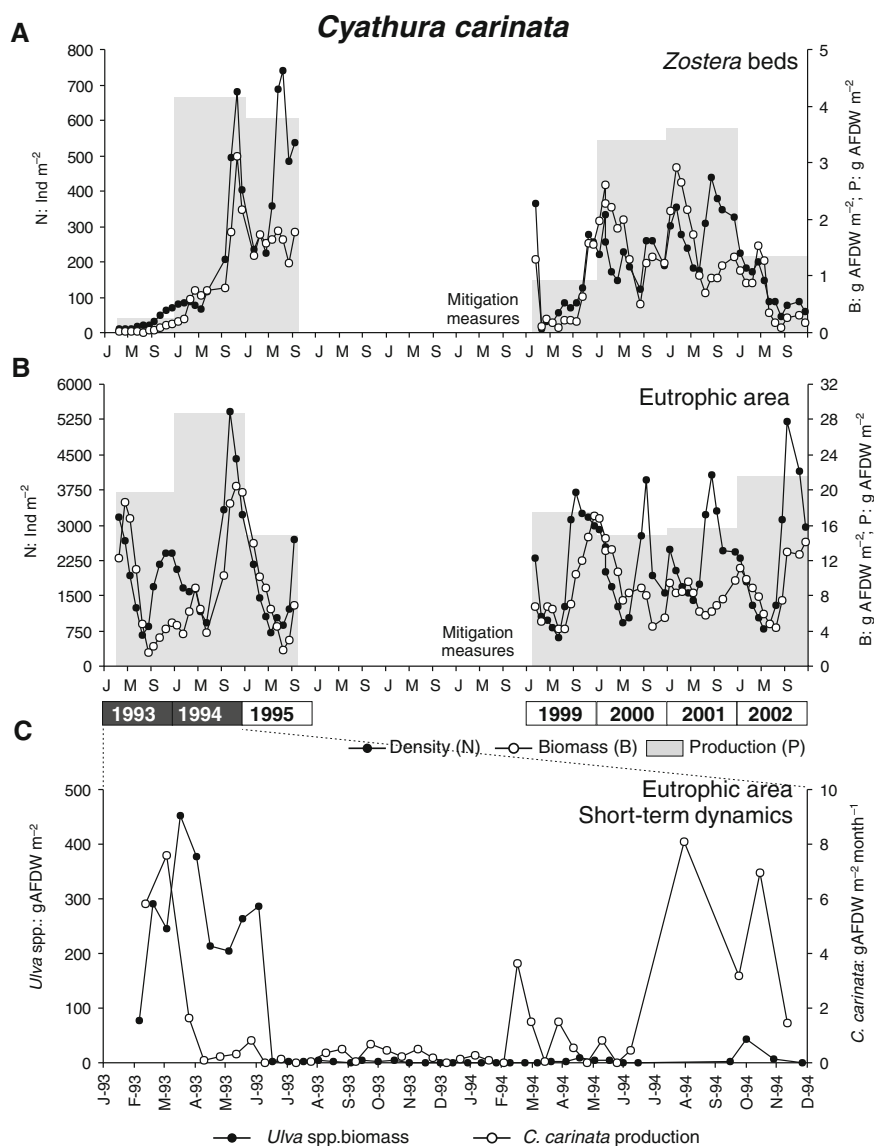 Cyathura carinata
A
Zostera beds
N: Ind m−2
800
700
600
500
400
300
200
100
0
5
4
3
2
1
0
B: g AFDW m−2; P: g AFDW m−2
Mitigation
measures
J M S J M S J M S J M S J M S J M S J M S J M S J M S J M S
B
Eutrophic area
N: Ind m−2
6000
5250
4500
3750
3000
2250
1500
750
0
32
28
24
20
16
12
8
4
0
B: g AFDW m−2; P: g AFDW m−2
Mitigation
measures
J M S J M S J M S J M S J M S J M S J M S J M S J M S J M S
1993 1994 1995 1999 2000 2001 2002
Density (N) Biomass (B) Production (P)
C
Eutrophic area
Short-term dynamics
Ulva spp.: gAFDW m−2
500
400
300
200
100
0
10
8
6
4
2
0
C. carinata: gAFDW m−2 month−1
J-93 F-93 M-93 A-93 M-93 J-93 J-93 A-93 S-93 O-93 N-93 D-93 J-94 F-94 M-94 A-94 M-94 J-94 J-94 A-94 S-94 O-94 N-94 D-94
Ulva spp.biomass C. carinata production